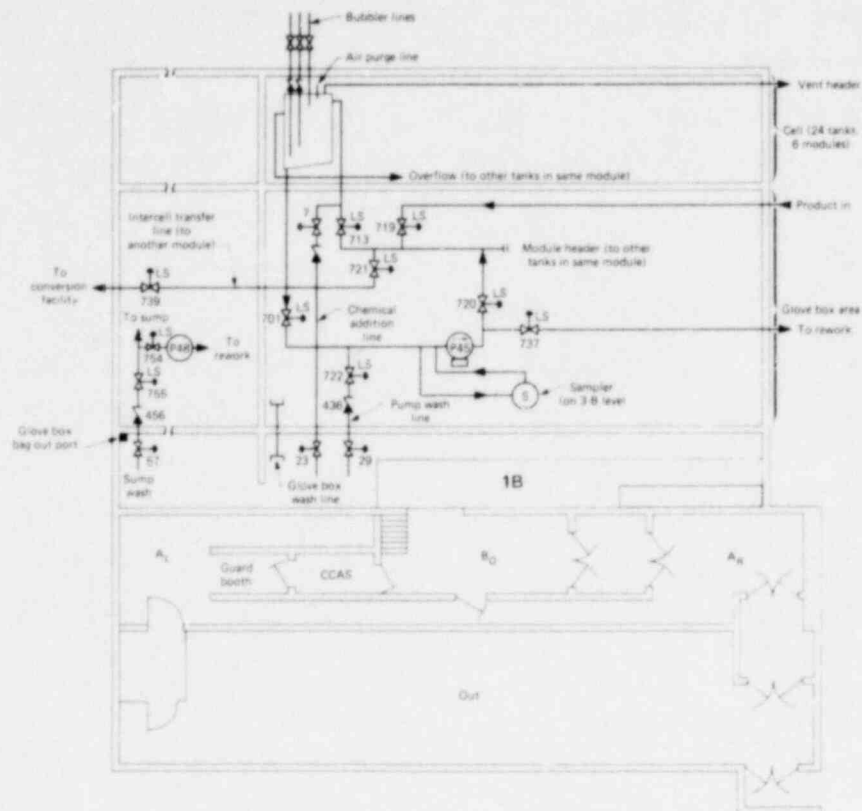 Bubbler lines
Air purge line
Vent header
Cell (24 tanks,
6 modules)
Overflow (to other tanks in same module)
Intercell transfer
line (to
another module)
7
LS
713
LS
719
Product in
Module header (to other
tanks in same module)
LS
721
To
conversion
facility
LS
739
LS
701
Chemical
addition
line
LS
720
LS
737
Glove box area
To rework
To sump
LS
754
P48
To
rework
P45
LS
755
LS
722
S
Sampler
(on 3-B level)
456
436
Pump wash
line
Glove box
bag out port
57
Sump
wash
23
29
Glove box
wash line
1B
AL
Guard
booth
CCAS
BO
AR
Out